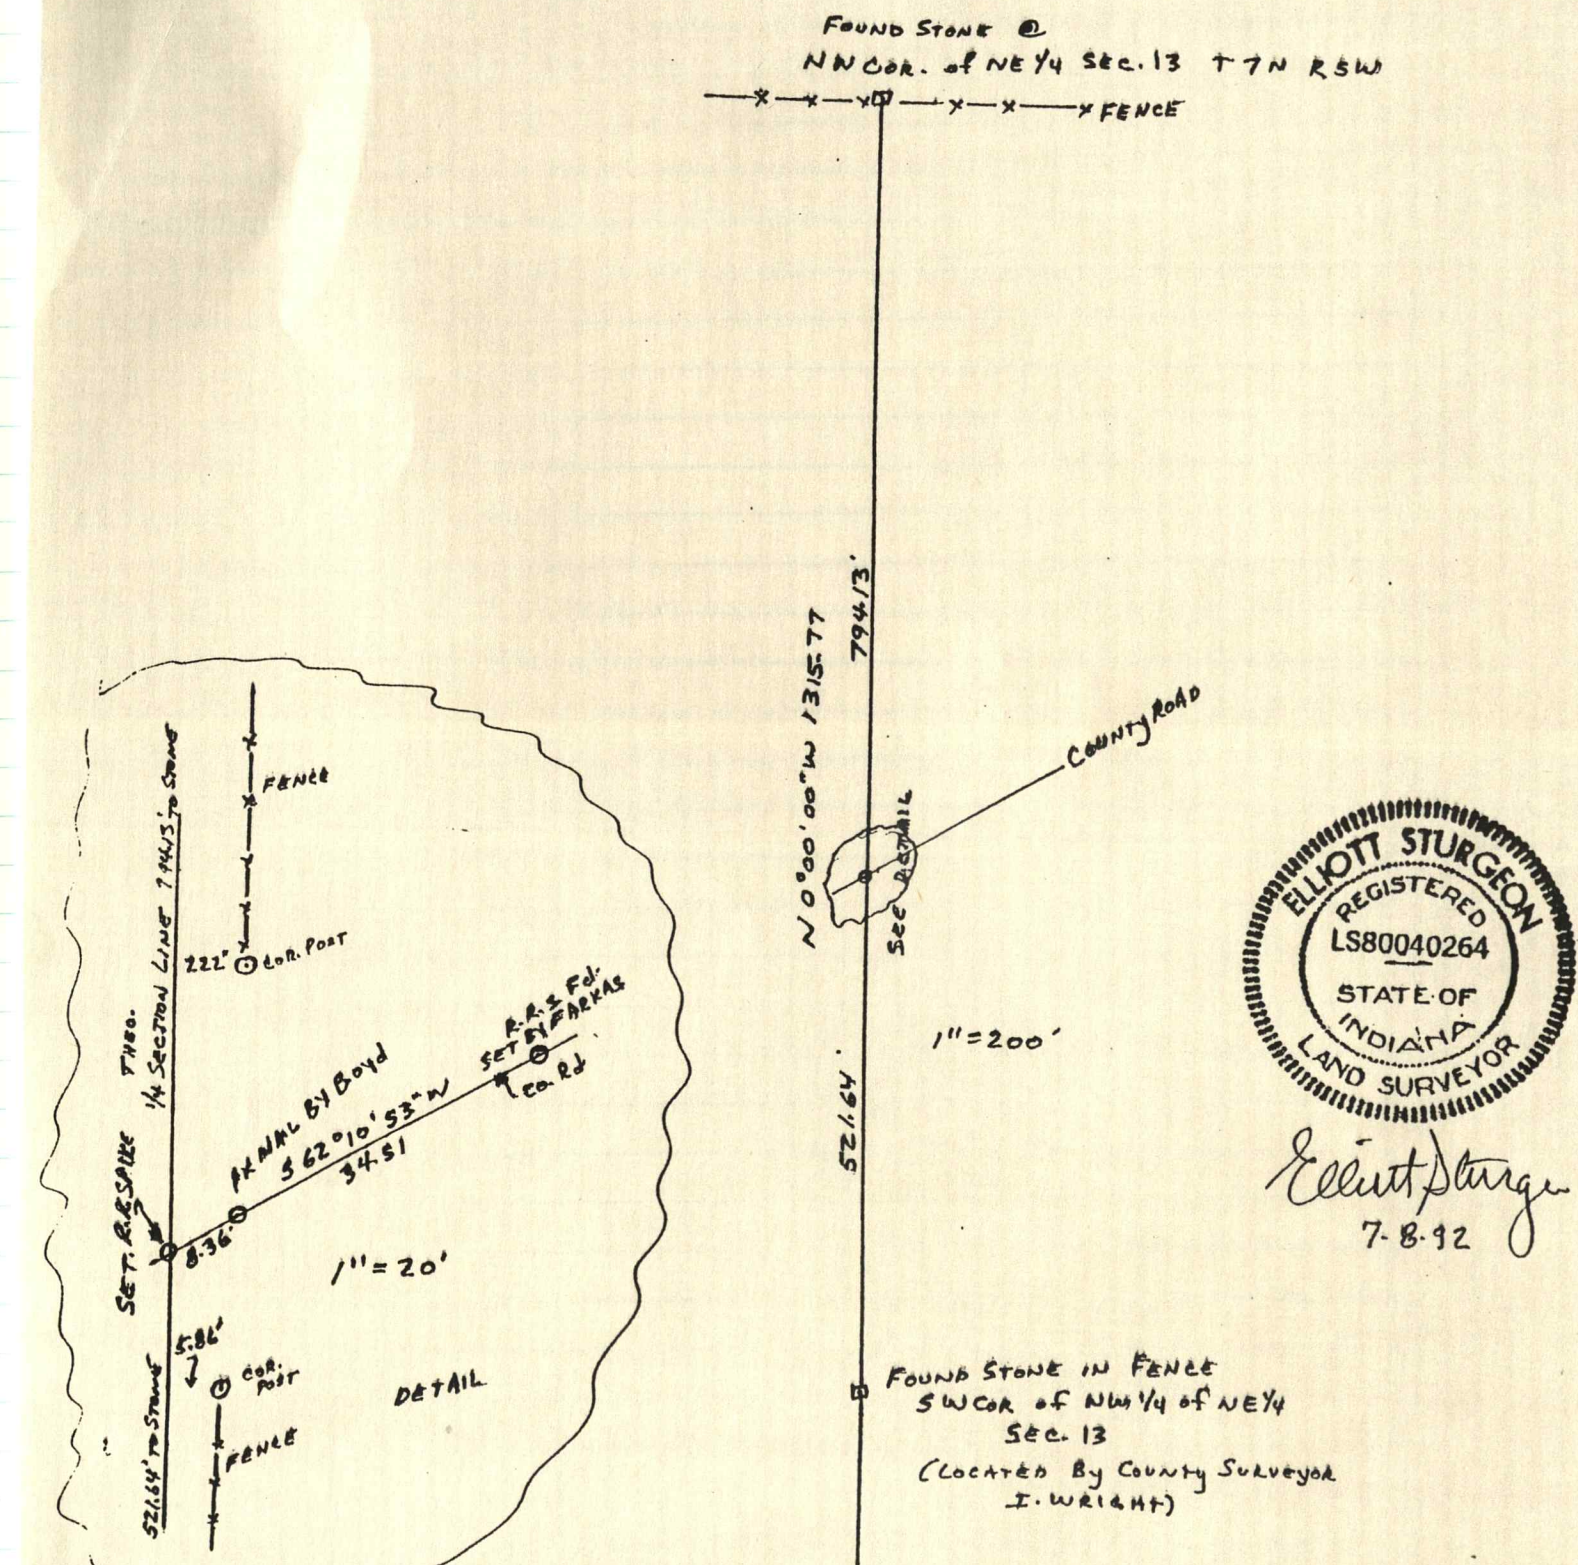 FOUND STONE @
NW COR. of NE 1/4 SEC. 13 T 7 N R 5 W
FENCE
N 0°00'00" W 1315.77
794.13'
COUNTY ROAD
SEE DETAIL
1" = 200'
521.64'
FOUND STONE IN FENCE
SW COR of NW 1/4 of NE 1/4
SEC. 13
(LOCATED By COUNTY SURVEYOR
I. WRIGHT)
ELLIOTT STURGEON
REGISTERED
LS80040264
STATE OF
INDIANA
LAND SURVEYOR
Elliott Sturgeon
7-8-92
THEO.
1/4 SECTION LINE 794.13' TO STONE
FENCE
2.22'
COR. POST
R.R.S Fd.
SET BY FARKAS
CO. Rd
PK NAIL BY Boyd
S 62°10'53" W
34.51
SET. R.R SPIKE
8.36'
1" = 20'
5.86'
COR.
POST
521.64' TO STONE
FENCE
DETAIL